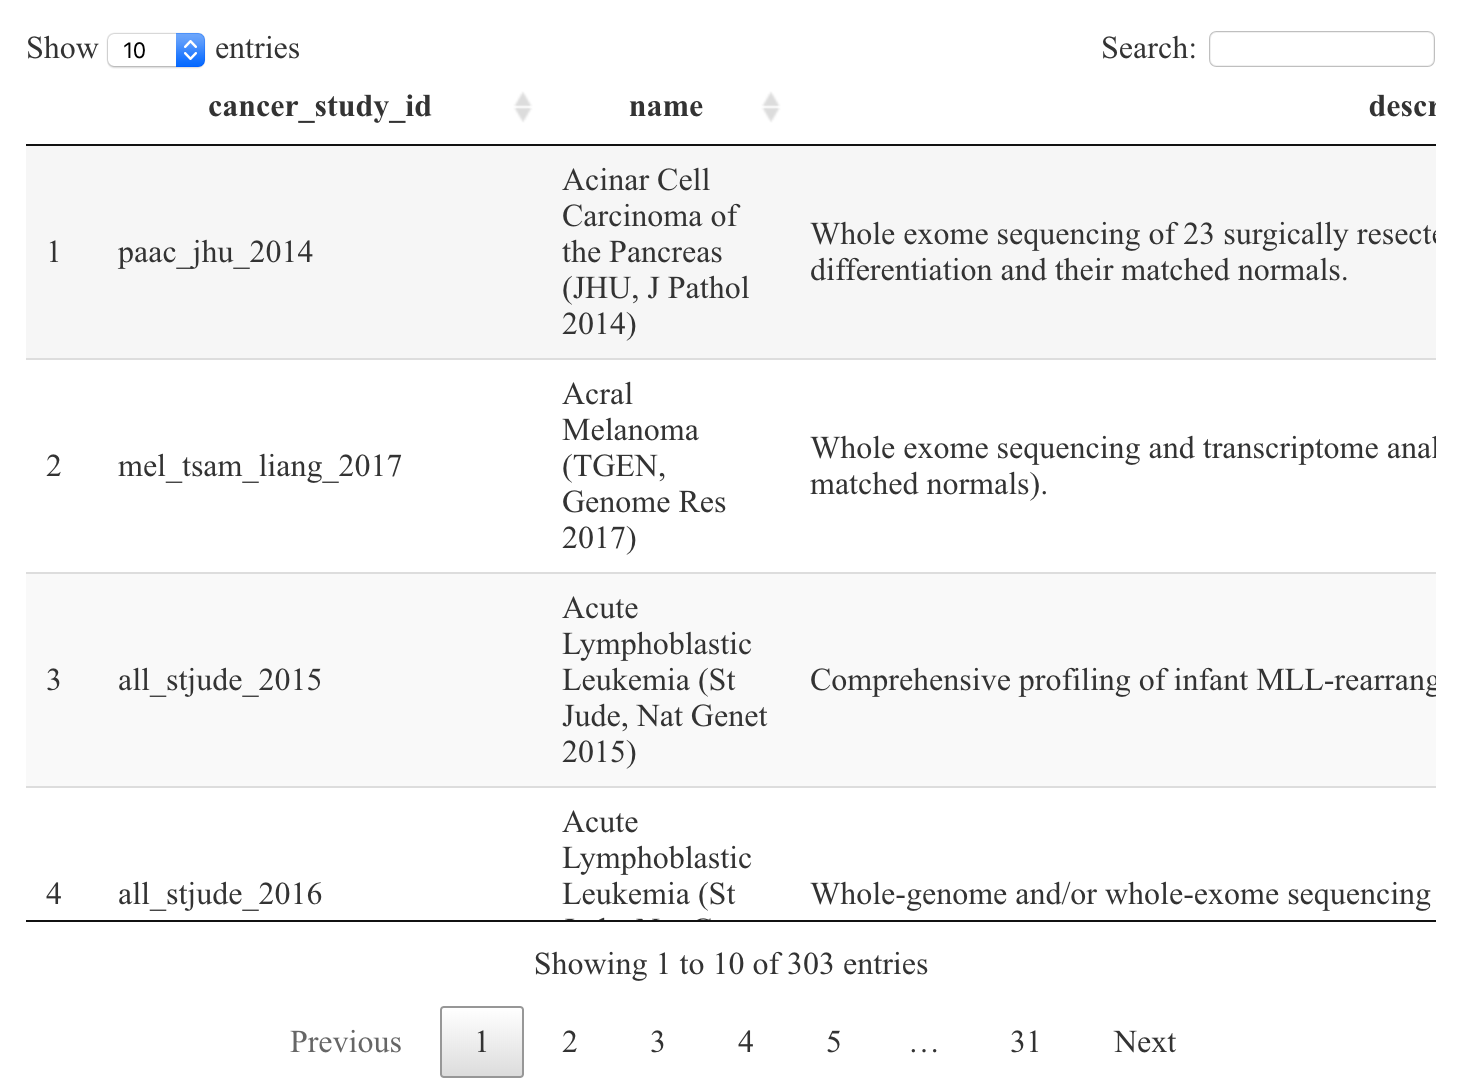 Show 10 entries Search:
cancer_study_id name descr
Acinar Cell
Carcinoma of
the Pancreas
(JHU, J Pathol
2014)
1 paac_jhu_2014
Whole exome sequencing of 23 surgically resecte
differentiation and their matched normals.
Acral
Melanoma
(TGEN,
Genome Res
2017)
2 mel_tsam_liang_2017
Whole exome sequencing and transcriptome anal
matched normals).
Acute
Lymphoblastic
Leukemia (St
Jude, Nat Genet
2015)
3 all_stjude_2015
Comprehensive profiling of infant MLL-rearrang
Acute
Lymphoblastic
Leukemia (St
4 all_stjude_2016
Whole-genome and/or whole-exome sequencing
Showing 1 to 10 of 303 entries
Previous 1 2 3 4 5 … 31 Next